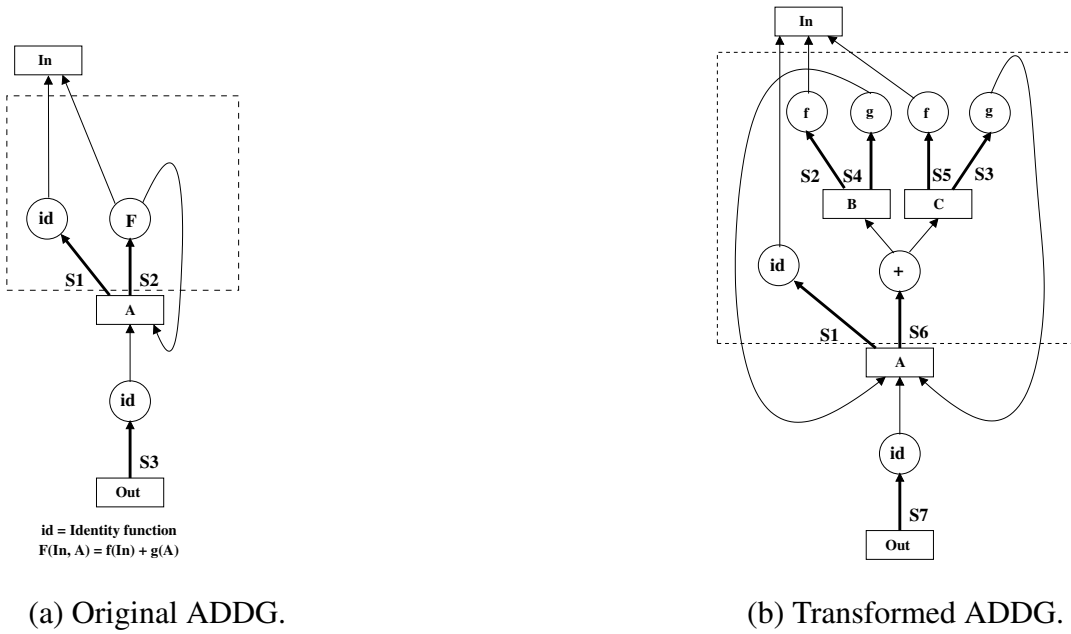 In
id
F
S1
S2
A
id
S3
Out
id = Identity function
F(In, A) = f(In) + g(A)
(a) Original ADDG.
In
f
g
f
g
S2
S4
S5
S3
B
C
id
+
S1
S6
A
id
S7
Out
(b) Transformed ADDG.